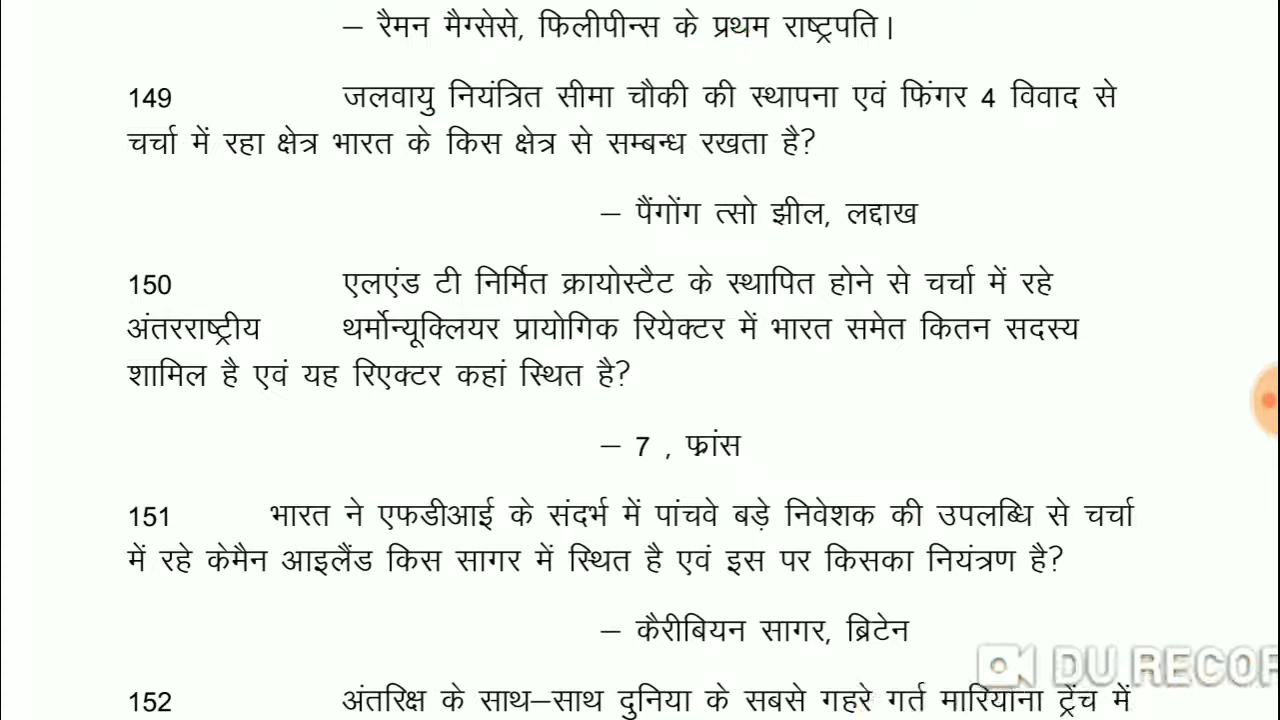 – रैमन मैग्सेसे, फिलीपीन्स के प्रथम राष्ट्रपति।
149 जलवायु नियंत्रित सीमा चौकी की स्थापना एवं फिंगर 4 विवाद से
चर्चा में रहा क्षेत्र भारत के किस क्षेत्र से सम्बन्ध रखता है?
– पैंगोंग त्सो झील, लद्दाख
150 एलएंड टी निर्मित क्रायोस्टैट के स्थापित होने से चर्चा में रहे
अंतरराष्ट्रीय थर्मोन्यूक्लियर प्रायोगिक रियेक्टर में भारत समेत कितन सदस्य
शामिल है एवं यह रिएक्टर कहां स्थित है?
– 7 , फ्रांस
151 भारत ने एफडीआई के संदर्भ में पांचवे बड़े निवेशक की उपलब्धि से चर्चा
में रहे केमैन आइलैंड किस सागर में स्थित है एवं इस पर किसका नियंत्रण है?
– कैरीबियन सागर, ब्रिटेन
DU RECOR
152 अंतरिक्ष के साथ–साथ दुनिया के सबसे गहरे गर्त मारियाना ट्रेंच में